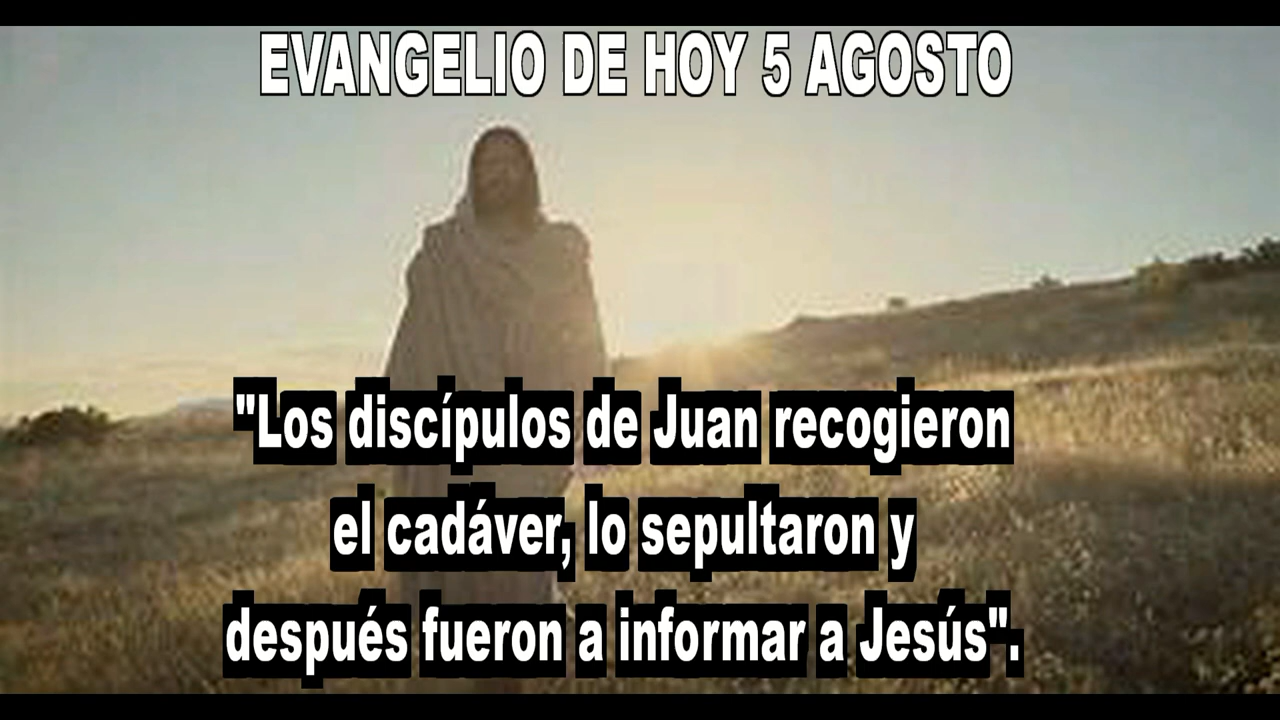 EVANGELIO DE HOY 5 AGOSTO
"Los discípulos de Juan recogieron
el cadáver, lo sepultaron y
después fueron a informar a Jesús".